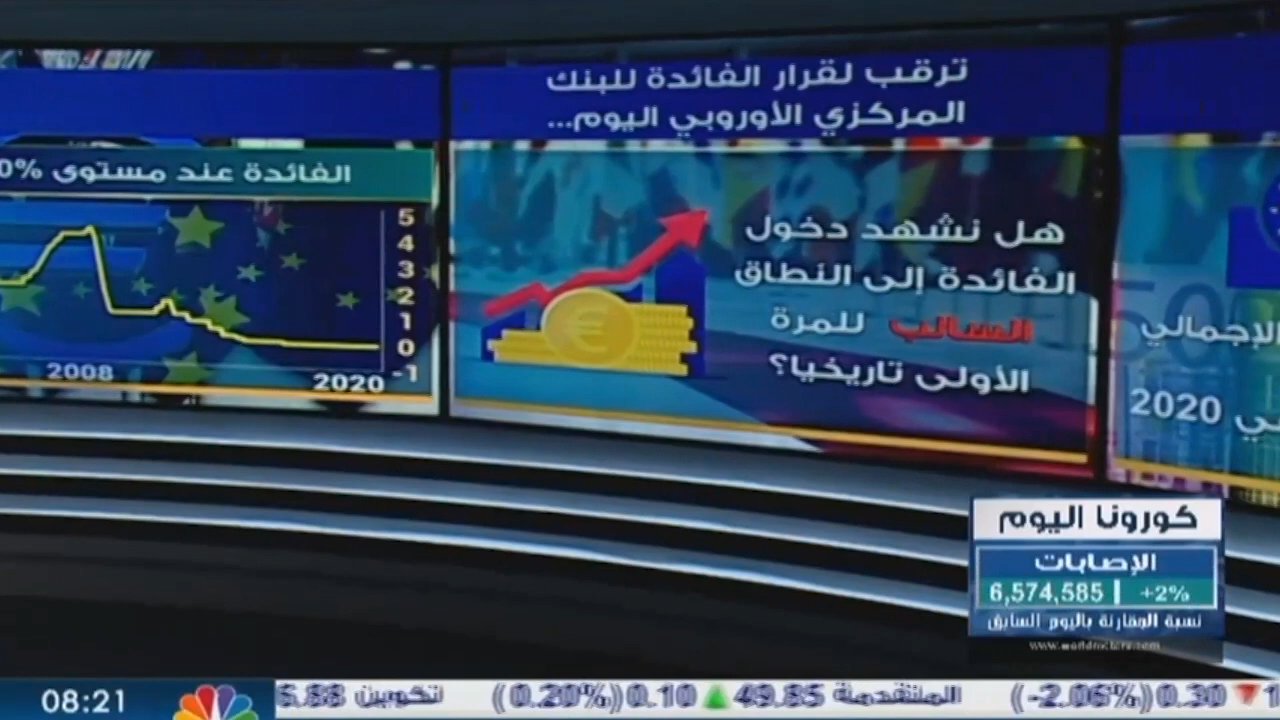 ترقب لقرار الفائدة للبنك
المركزي الأوروبي اليوم...
هل نشهد دخول
الفائدة إلى النطاق
السالب للمرة
الأولى تاريخيا؟
الفائدة عند مستوى 0%
5
4
3
2
1
0
-1
2008
2020
الإجمالي
2020
كورونا اليوم
الإصابات
6,574,585 | +2%
نسبة المقارنة باليوم السابق
08:21
تكوين 6.88
المتقدمة 49.85 ▲ 0.10 (0.20%)
▼ 0.30 (-2.06%)